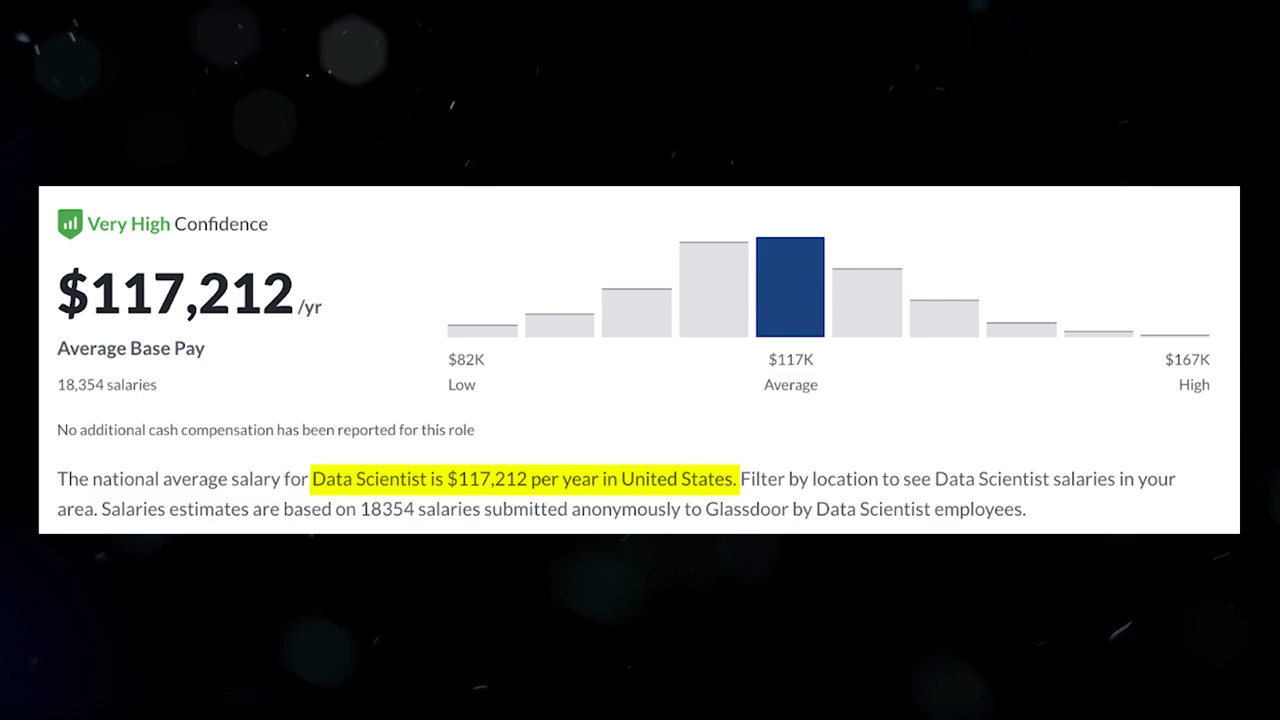 Very High Confidence
$117,212 /yr
Average Base Pay
18,354 salaries
$82K
Low
$117K
Average
$167K
High
No additional cash compensation has been reported for this role
The national average salary for Data Scientist is $117,212 per year in United States. Filter by location to see Data Scientist salaries in your
area. Salaries estimates are based on 18354 salaries submitted anonymously to Glassdoor by Data Scientist employees.